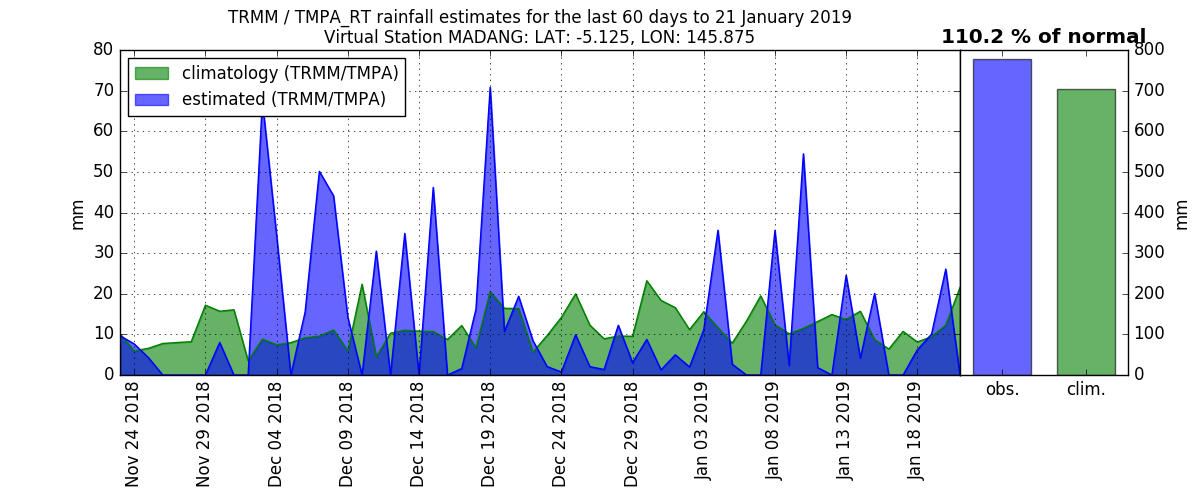 TRMM / TMPA_RT rainfall estimates for the last 60 days to 21 January 2019
Virtual Station MADANG: LAT: -5.125, LON: 145.875
110.2 % of normal
climatology (TRMM/TMPA)
estimated (TRMM/TMPA)
80
70
60
50
40
30
20
10
0
mm
Nov 24 2018
Nov 29 2018
Dec 04 2018
Dec 09 2018
Dec 14 2018
Dec 19 2018
Dec 24 2018
Dec 29 2018
Jan 03 2019
Jan 08 2019
Jan 13 2019
Jan 18 2019
obs.
clim.
800
700
600
500
400
300
200
100
0
mm